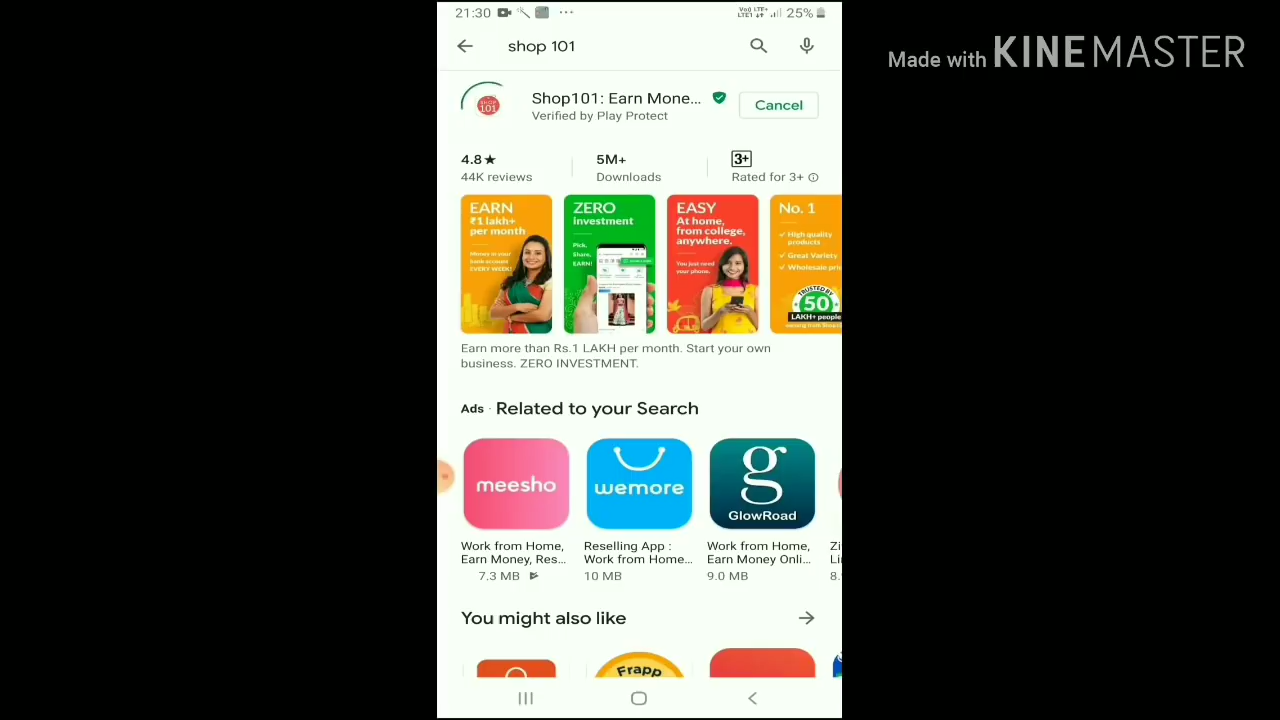 21:30
25%
Made with KINEMASTER
shop 101
SHOP
101
Shop101: Earn Mone...
Verified by Play Protect
Cancel
4.8★
44K reviews
5M+
Downloads
3+
Rated for 3+
EARN
₹1 lakh+
per month
Money in your
bank account
EVERY WEEK!
ZERO
investment
Pick,
Share,
EARN!
EASY
At home,
from college,
anywhere.
You just need
your phone.
No. 1
✓ High quality
products
✓ Great Variety
✓ Wholesale pri
TRUSTED BY
50
LAKH+ people
Earn more than Rs.1 LAKH per month. Start your own
business. ZERO INVESTMENT.
Ads · Related to your Search
meesho
wemore
g
GlowRoad
Work from Home,
Earn Money, Res...
7.3 MB
Reselling App :
Work from Home...
10 MB
Work from Home,
Earn Money Onli...
9.0 MB
Zi
Li
8.
You might also like
Frapp